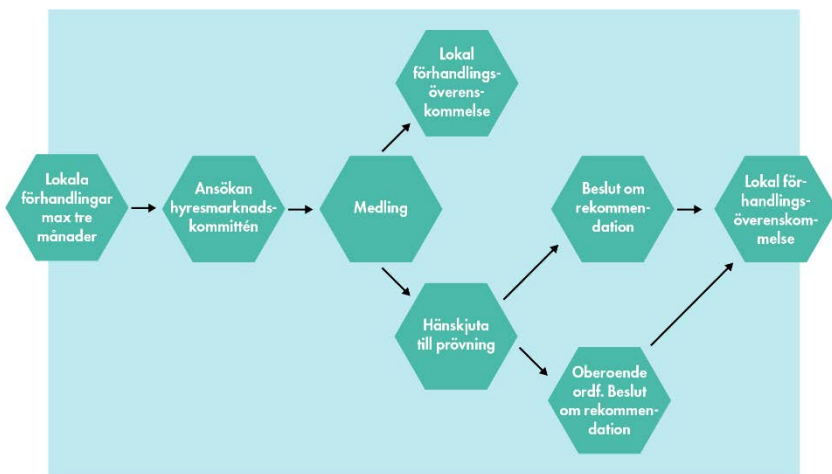 Lokala
förhandlingar
max tre
månader
Ansökan
hyresmarknads-
kommittén
Medling
Lokal
förhandlings-
överens-
kommelse
Hänskjuta
till prövning
Beslut om
rekommen-
dation
Oberoende
ordf. Beslut
om rekommen-
dation
Lokal för-
handlings-
överenskom-
melse